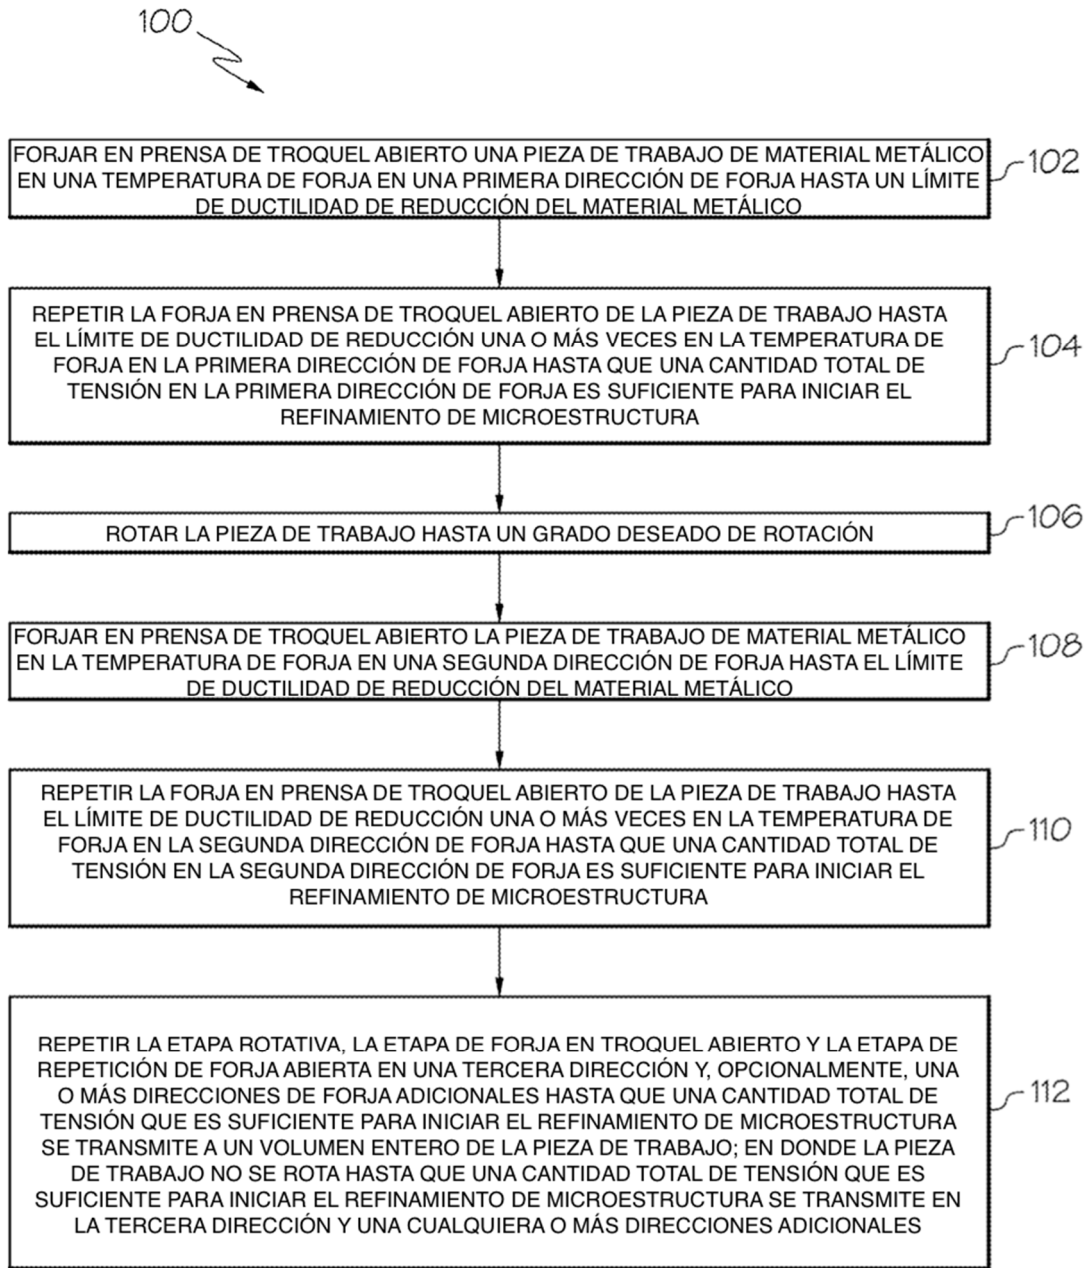 100
FORJAR EN PRENSA DE TROQUEL ABIERTO UNA PIEZA DE TRABAJO DE MATERIAL METÁLICO
EN UNA TEMPERATURA DE FORJA EN UNA PRIMERA DIRECCIÓN DE FORJA HASTA UN LÍMITE
DE DUCTILIDAD DE REDUCCIÓN DEL MATERIAL METÁLICO
102
REPETIR LA FORJA EN PRENSA DE TROQUEL ABIERTO DE LA PIEZA DE TRABAJO HASTA
EL LÍMITE DE DUCTILIDAD DE REDUCCIÓN UNA O MÁS VECES EN LA TEMPERATURA DE
FORJA EN LA PRIMERA DIRECCIÓN DE FORJA HASTA QUE UNA CANTIDAD TOTAL DE
TENSIÓN EN LA PRIMERA DIRECCIÓN DE FORJA ES SUFICIENTE PARA INICIAR EL
REFINAMIENTO DE MICROESTRUCTURA
104
ROTAR LA PIEZA DE TRABAJO HASTA UN GRADO DESEADO DE ROTACIÓN
106
FORJAR EN PRENSA DE TROQUEL ABIERTO LA PIEZA DE TRABAJO DE MATERIAL METÁLICO
EN LA TEMPERATURA DE FORJA EN UNA SEGUNDA DIRECCIÓN DE FORJA HASTA EL LÍMITE
DE DUCTILIDAD DE REDUCCIÓN DEL MATERIAL METÁLICO
108
REPETIR LA FORJA EN PRENSA DE TROQUEL ABIERTO DE LA PIEZA DE TRABAJO HASTA
EL LÍMITE DE DUCTILIDAD DE REDUCCIÓN UNA O MÁS VECES EN LA TEMPERATURA DE
FORJA EN LA SEGUNDA DIRECCIÓN DE FORJA HASTA QUE UNA CANTIDAD TOTAL DE
TENSIÓN EN LA SEGUNDA DIRECCIÓN DE FORJA ES SUFICIENTE PARA INICIAR EL
REFINAMIENTO DE MICROESTRUCTURA
110
REPETIR LA ETAPA ROTATIVA, LA ETAPA DE FORJA EN TROQUEL ABIERTO Y LA ETAPA DE
REPETICIÓN DE FORJA ABIERTA EN UNA TERCERA DIRECCIÓN Y, OPCIONALMENTE, UNA
O MÁS DIRECCIONES DE FORJA ADICIONALES HASTA QUE UNA CANTIDAD TOTAL DE
TENSIÓN QUE ES SUFICIENTE PARA INICIAR EL REFINAMIENTO DE MICROESTRUCTURA
SE TRANSMITE A UN VOLUMEN ENTERO DE LA PIEZA DE TRABAJO; EN DONDE LA PIEZA
DE TRABAJO NO SE ROTA HASTA QUE UNA CANTIDAD TOTAL DE TENSIÓN QUE ES
SUFICIENTE PARA INICIAR EL REFINAMIENTO DE MICROESTRUCTURA SE TRANSMITE EN
LA TERCERA DIRECCIÓN Y UNA CUALQUIERA O MÁS DIRECCIONES ADICIONALES
112